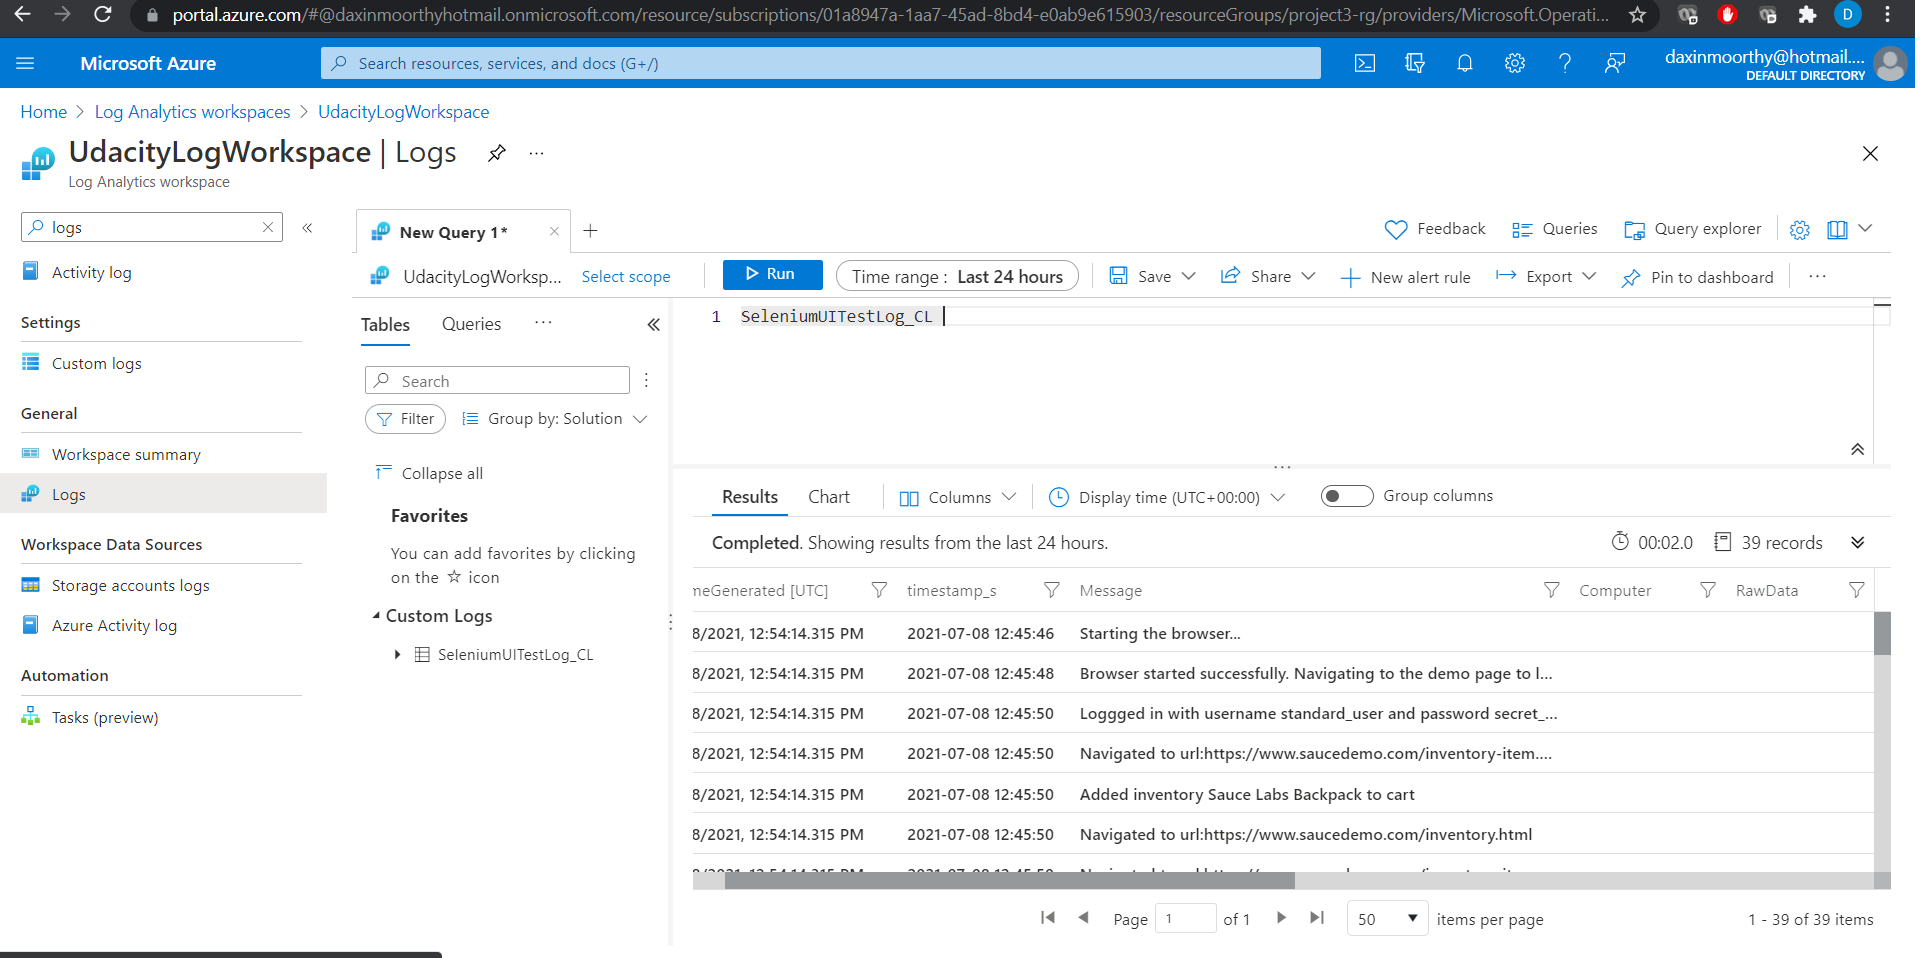 portal.azure.com/#@daxinmoorthyhotmail.onmicrosoft.com/resource/subscriptions/01a8947a-1aa7-45ad-8bd4-e0ab9e615903/resourceGroups/project3-rg/providers/Microsoft.Operati...
D
Microsoft Azure
Search resources, services, and docs (G+/)
daxinmoorthy@hotmail....
DEFAULT DIRECTORY
Home > Log Analytics workspaces > UdacityLogWorkspace
UdacityLogWorkspace | Logs
Log Analytics workspace
logs
Activity log
Settings
Custom logs
General
Workspace summary
Logs
Workspace Data Sources
Storage accounts logs
Azure Activity log
Automation
Tasks (preview)
New Query 1*
Feedback
Queries
Query explorer
UdacityLogWorksp...
Select scope
Run
Time range : Last 24 hours
Save
Share
New alert rule
Export
Pin to dashboard
Tables
Queries
Search
Filter
Group by: Solution
Collapse all
Favorites
You can add favorites by clicking
on the ☆ icon
Custom Logs
SeleniumUITestLog_CL
1 SeleniumUITestLog_CL
Results
Chart
Columns
Display time (UTC+00:00)
Group columns
Completed. Showing results from the last 24 hours.
00:02.0
39 records
meGenerated [UTC] timestamp_s Message Computer RawData
8/2021, 12:54:14.315 PM 2021-07-08 12:45:46 Starting the browser...
8/2021, 12:54:14.315 PM 2021-07-08 12:45:48 Browser started successfully. Navigating to the demo page to l...
8/2021, 12:54:14.315 PM 2021-07-08 12:45:50 Loggged in with username standard_user and password secret_...
8/2021, 12:54:14.315 PM 2021-07-08 12:45:50 Navigated to url:https://www.saucedemo.com/inventory-item....
8/2021, 12:54:14.315 PM 2021-07-08 12:45:50 Added inventory Sauce Labs Backpack to cart
8/2021, 12:54:14.315 PM 2021-07-08 12:45:50 Navigated to url:https://www.saucedemo.com/inventory.html
Page 1 of 1
50 items per page
1 - 39 of 39 items